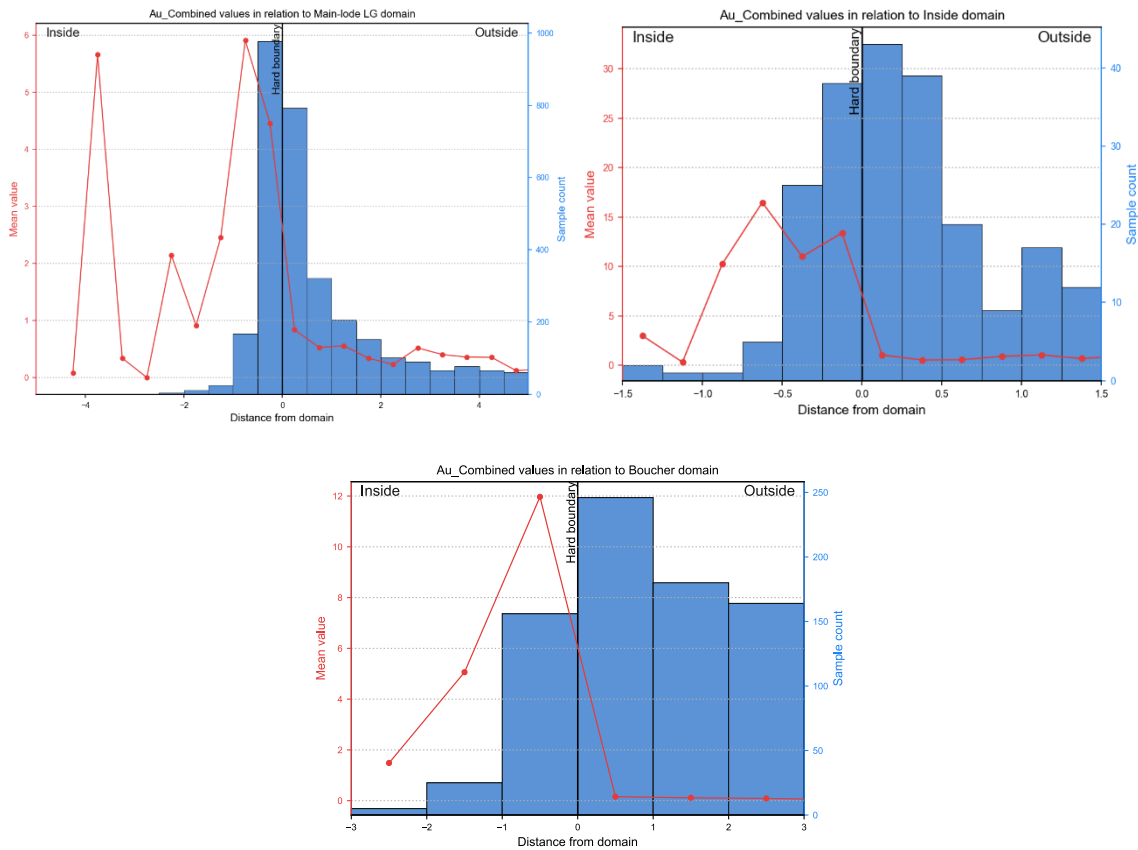 Au_Combined values in relation to Main-lode LG domain
Inside
Outside
Hard boundary
6
5
4
3
2
1
0
Mean value
1000
800
600
400
200
0
Sample count
−4
−2
0
2
4
Distance from domain
Au_Combined values in relation to Inside domain
Inside
Outside
Hard boundary
30
25
20
15
10
5
0
Mean value
40
30
20
10
0
Sample count
−1.5
−1.0
−0.5
0.0
0.5
1.0
1.5
Distance from domain
Au_Combined values in relation to Boucher domain
Inside
Outside
Hard boundary
12
10
8
6
4
2
0
Mean value
250
200
150
100
50
0
Sample count
−3
−2
−1
0
1
2
3
Distance from domain